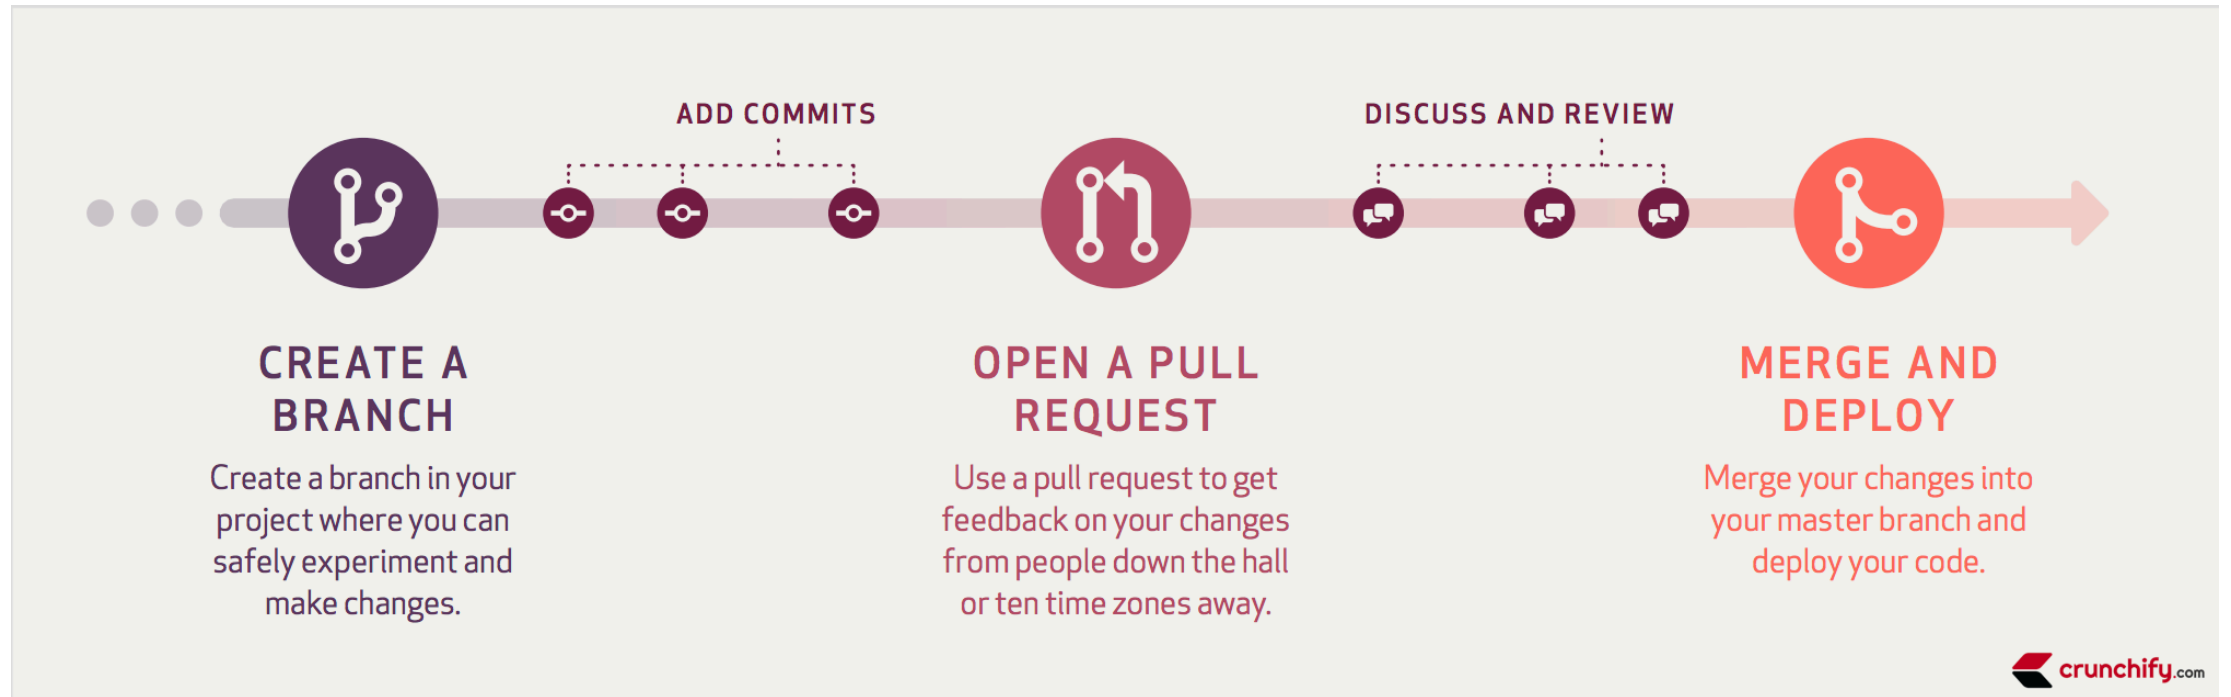 ADD COMMITS
DISCUSS AND REVIEW
CREATE A
BRANCH
Create a branch in your
project where you can
safely experiment and
make changes.
OPEN A PULL
REQUEST
Use a pull request to get
feedback on your changes
from people down the hall
or ten time zones away.
MERGE AND
DEPLOY
Merge your changes into
your master branch and
deploy your code.
crunchify.com